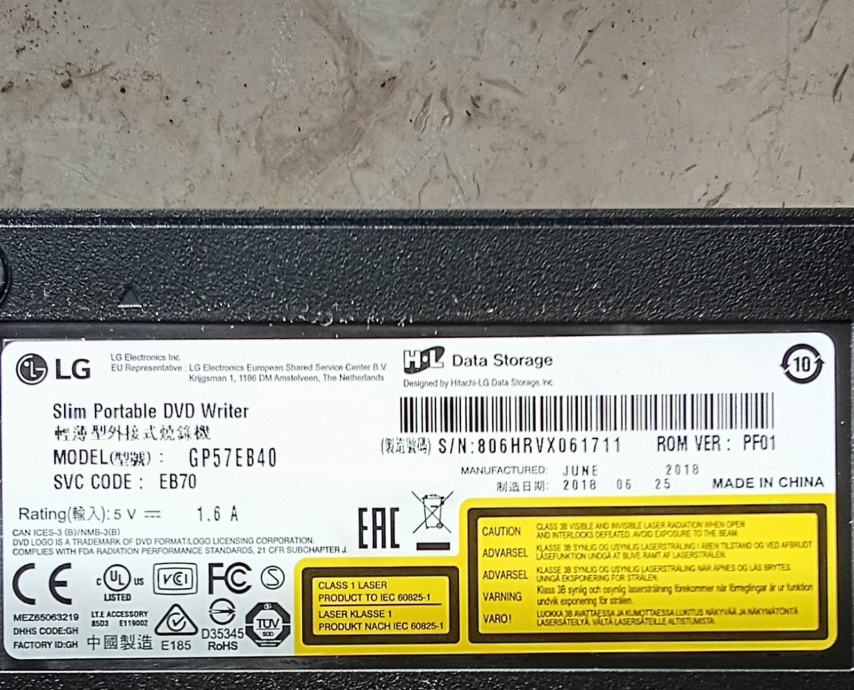 LG
LG Electronics Inc.
EU Representative : LG Electronics European Shared Service Center B.V.
Krijgsman 1, 1186 DM Amstelveen, The Netherlands
H·L Data Storage
Designed by Hitachi-LG Data Storage, Inc.
10
Slim Portable DVD Writer
輕薄型外接式燒錄機
MODEL(型號) : GP57EB40
SVC CODE : EB70
(製造號碼) S/N:806HRVX061711 ROM VER : PF01
MANUFACTURED: JUNE 2018
制造日期: 2018 06 25 MADE IN CHINA
Rating(輸入): 5 V 1.6 A
CAN ICES-3 (B)/NMB-3(B)
DVD LOGO IS A TRADEMARK OF DVD FORMAT/LOGO LICENSING CORPORATION.
COMPLIES WITH FDA RADIATION PERFORMANCE STANDARDS, 21 CFR SUBCHAPTER J.
EAC
CE
c UL US
LISTED
VCI
FC
S
MEZ65063219
DHHS CODE:GH
FACTORY ID:GH
I.T.E ACCESSORY
85D3 E119002
中國製造
E185
D35345
RoHS
TÜV
SÜD
CLASS 1 LASER
PRODUCT TO IEC 60825-1
LASER KLASSE 1
PRODUKT NACH IEC 60825-1
CAUTION CLASS 3B VISIBLE AND INVISIBLE LASER RADIATION WHEN OPEN
AND INTERLOCKS DEFEATED. AVOID EXPOSURE TO THE BEAM.
ADVARSEL KLASSE 3B SYNLIG OG USYNLIG LASERSTRÅLING I ÅBEN TILSTAND OG VED AFBRUDT
LÅSEFUNKTION UNDGÅ AT BLIVE RAMT AF LASERSTRÅLEN.
ADVARSEL KLASSE 3B SYNLIG OG USYNLIG LASERSTRÅLING NÅR ÅPNES OG LÅS BRYTES.
UNNGÅ EKSPONERING FOR STRÅLEN.
VARNING Klass 3B synlig och osynlig laserstrålning förekommer när förreglingar är ur funktion
undvik exponering för strålen.
VARO! LUOKKA 3B AVATTAESSA JA KUMOTTAESSA LUKITUS NÄKYVÄÄ JA NÄKYMÄTÖNTÄ
LASERSÄTEILYÄ, VÄLTÄ LASERSÄTEILLE ALTISTUMISTA.